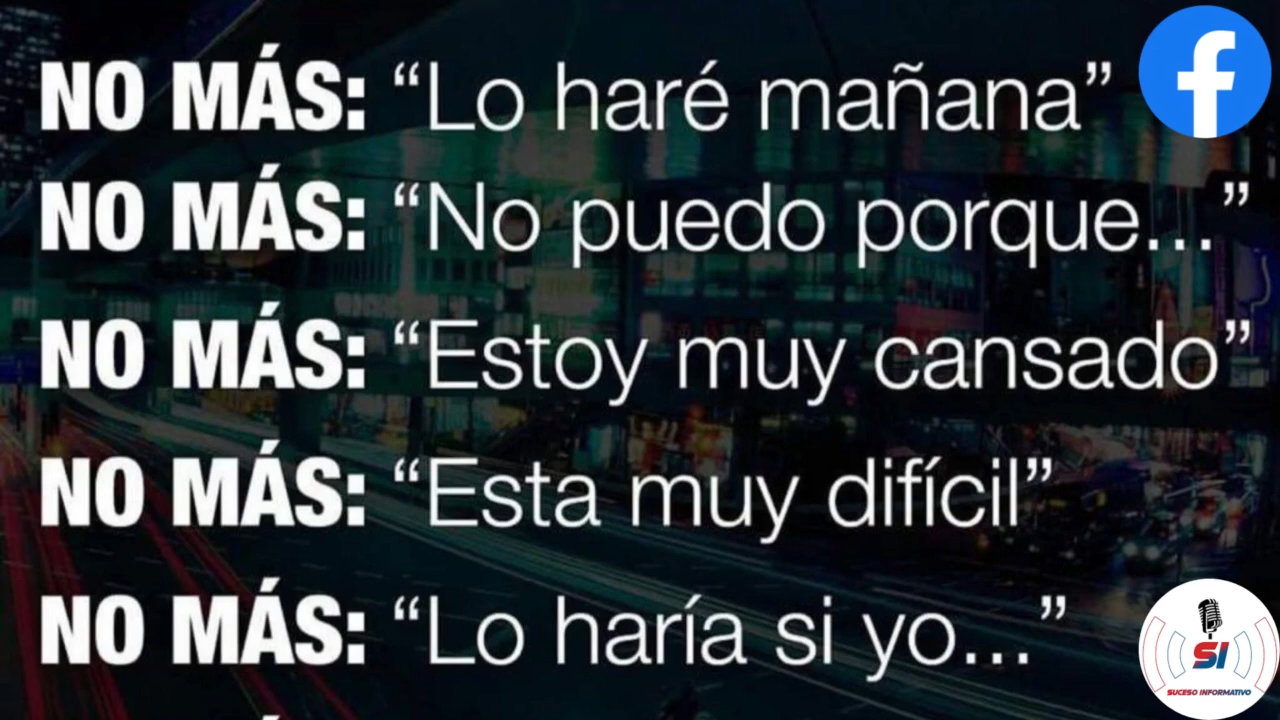 NO MÁS: “Lo haré mañana”
NO MÁS: “No puedo porque...”
NO MÁS: “Estoy muy cansado”
NO MÁS: “Esta muy difícil”
NO MÁS: “Lo haría si yo...”
SI
SUCESO INFORMATIVO